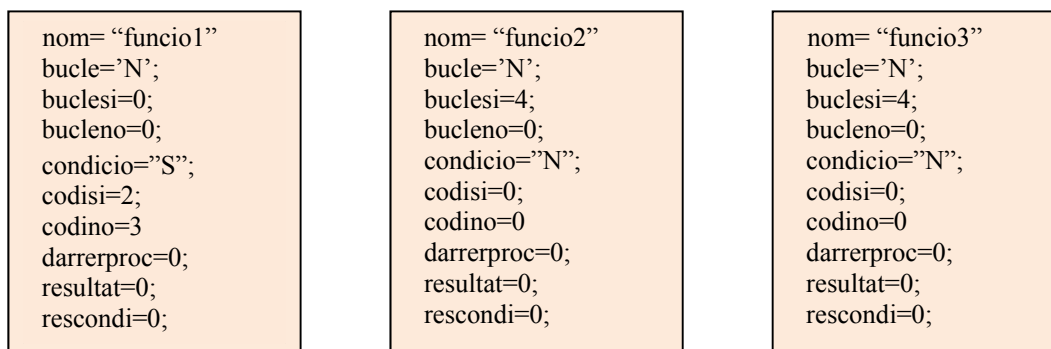 nom= “funcio1”
bucle=’N’;
buclesi=0;
bucleno=0;
condicio=”S”;
codisi=2;
codino=3
darrerproc=0;
resultat=0;
rescondi=0;
nom= “funcio2”
bucle=’N’;
buclesi=4;
bucleno=0;
condicio=”N”;
codisi=0;
codino=0
darrerproc=0;
resultat=0;
rescondi=0;
nom= “funcio3”
bucle=’N’;
buclesi=4;
bucleno=0;
condicio=”N”;
codisi=0;
codino=0
darrerproc=0;
resultat=0;
rescondi=0;